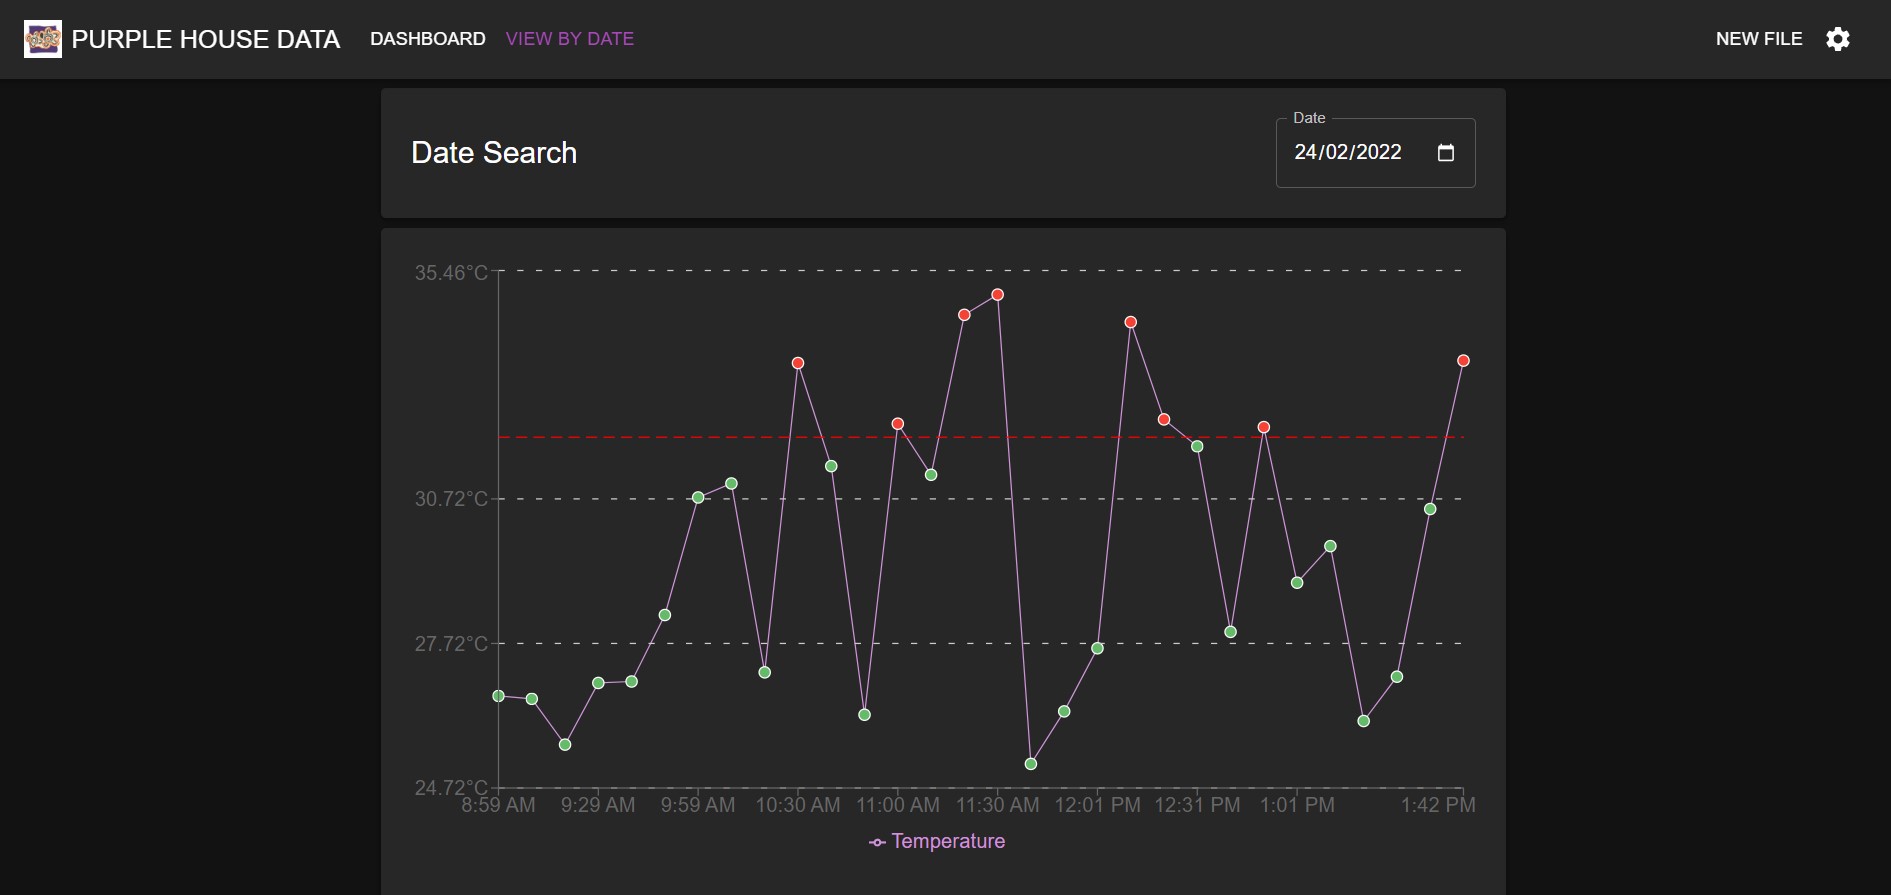 PURPLE HOUSE DATA DASHBOARD VIEW BY DATE NEW FILE
Date
Date Search 24/02/2022
35.46°C
30.72°C
27.72°C
24.72°C
8:59 AM 9:29 AM 9:59 AM 10:30 AM 11:00 AM 11:30 AM 12:01 PM 12:31 PM 1:01 PM 1:42 PM
Temperature